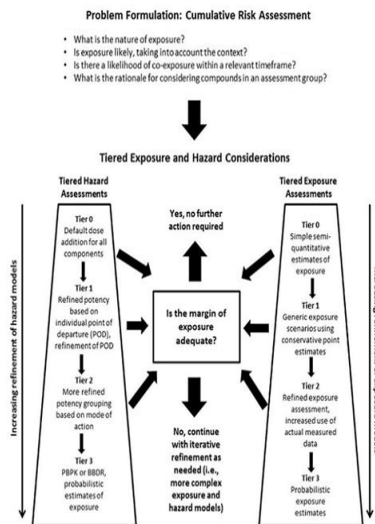 Problem Formulation: Cumulative Risk Assessment
• What is the nature of exposure?
• Is exposure likely, taking into account the context?
• Is there a likelihood of co-exposure within a relevant timeframe?
• What is the rationale for considering compounds in an assessment group?
Tiered Exposure and Hazard Considerations
Tiered Hazard
Assessments
Tier 0
Default dose
addition for all
components
Tier 1
Refined potency
based on
individual point of
departure (POD),
refinement of POD
Tier 2
More refined
potency grouping
based on mode of
action
Tier 3
PBPK or BBDR,
probabilistic
estimates of
exposure
Increasing refinement of hazard models
Yes, no further
action required
Is the margin of
exposure
adequate?
No, continue
with iterative
refinement as
needed (i.e.,
more complex
exposure and
hazard models)
Tiered Exposure
Assessments
Tier 0
Simple semi-
quantitative
estimates of
exposure
Tier 1
Generic exposure
scenarios using
conservative point
estimates
Tier 2
Refined exposure
assessment,
increased use of
actual measured
data
Tier 3
Probabilistic
exposure
estimates